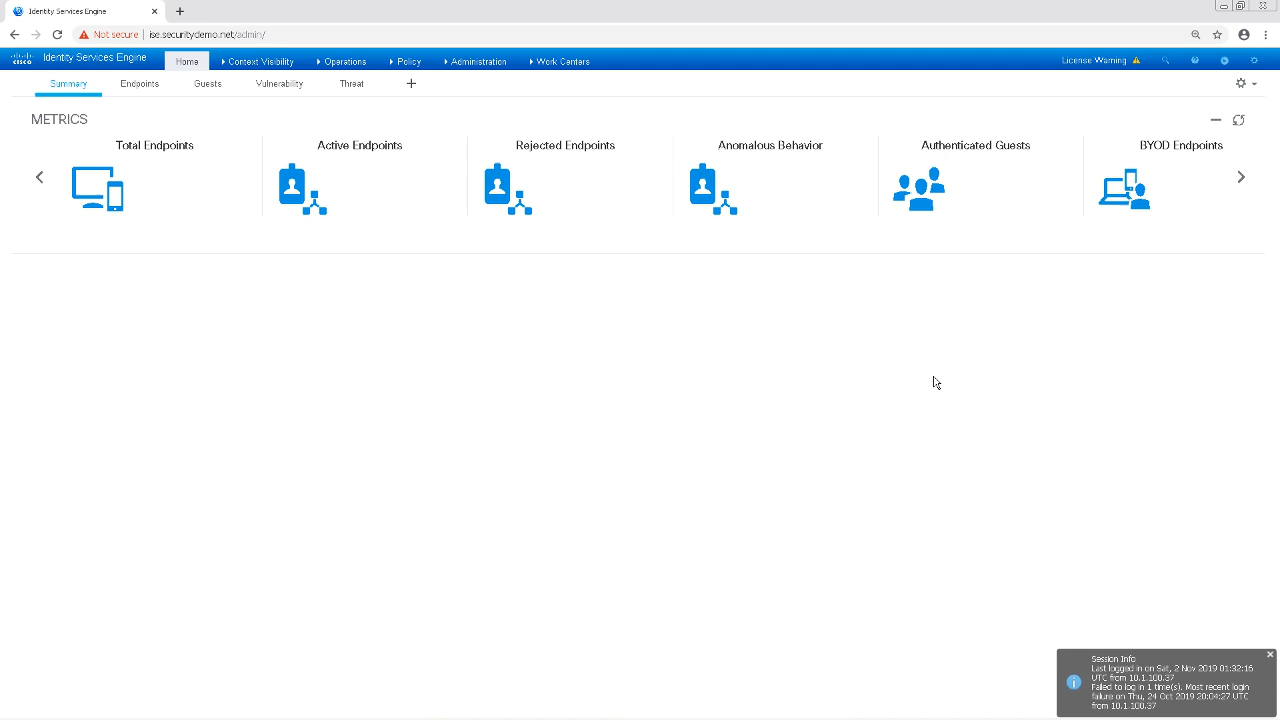 Identity Services Engine
Not secure | ise.securitydemo.net/admin/
CISCO Identity Services Engine Home Context Visibility Operations Policy Administration Work Centers License Warning
Summary Endpoints Guests Vulnerability Threat
METRICS
Total Endpoints Active Endpoints Rejected Endpoints Anomalous Behavior Authenticated Guests BYOD Endpoints
Session Info
Last logged in on Sat, 2 Nov 2019 01:32:16
UTC from 10.1.100.37
Failed to log in 1 time(s). Most recent login
failure on Thu, 24 Oct 2019 20:04:27 UTC
from 10.1.100.37